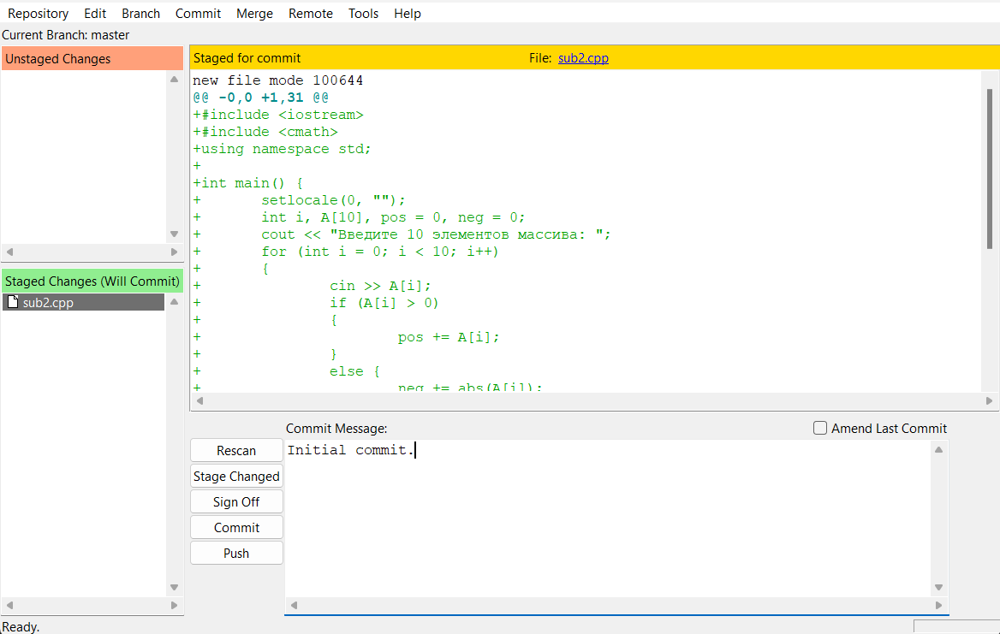 Repository Edit Branch Commit Merge Remote Tools Help
Current Branch: master
Unstaged Changes
Staged Changes (Will Commit)
sub2.cpp
Staged for commit File: sub2.cpp
new file mode 100644
@@ -0,0 +1,31 @@
+#include <iostream>
+#include <cmath>
+using namespace std;
+
+int main() {
+ setlocale(0, "");
+ int i, A[10], pos = 0, neg = 0;
+ cout << "Введите 10 элементов массива: ";
+ for (int i = 0; i < 10; i++)
+ {
+ cin >> A[i];
+ if (A[i] > 0)
+ {
+ pos += A[i];
+ }
+ else {
+ neg += abs(A[i]);
Commit Message:
Amend Last Commit
Rescan
Stage Changed
Sign Off
Commit
Push
Initial commit.
Ready.